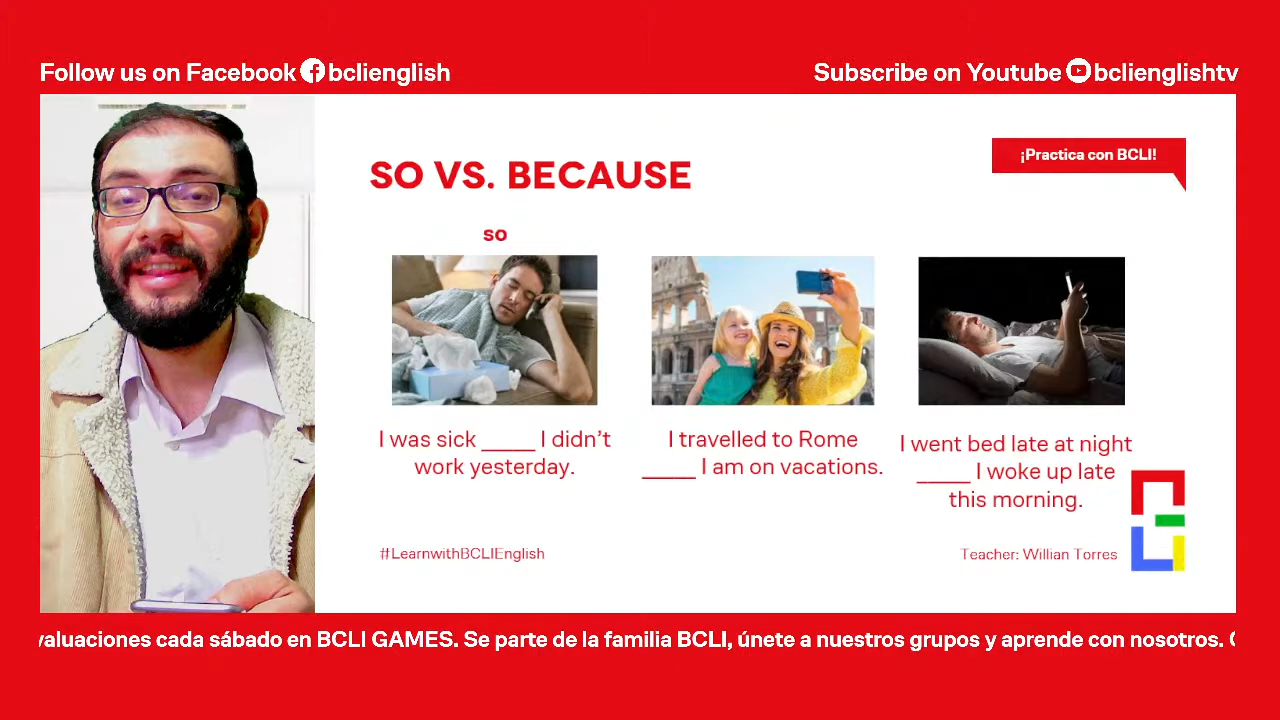 Follow us on Facebook bclienglish
Subscribe on Youtube bclienglishtv
¡Practica con BCLI!
SO VS. BECAUSE
so
I was sick _____ I didn't
work yesterday.
I travelled to Rome
_____ I am on vacations.
I went bed late at night
_____ I woke up late
this morning.
#LearnwithBCLIEnglish
Teacher: Willian Torres
valuaciones cada sábado en BCLI GAMES. Se parte de la familia BCLI, únete a nuestros grupos y aprende con nosotros.